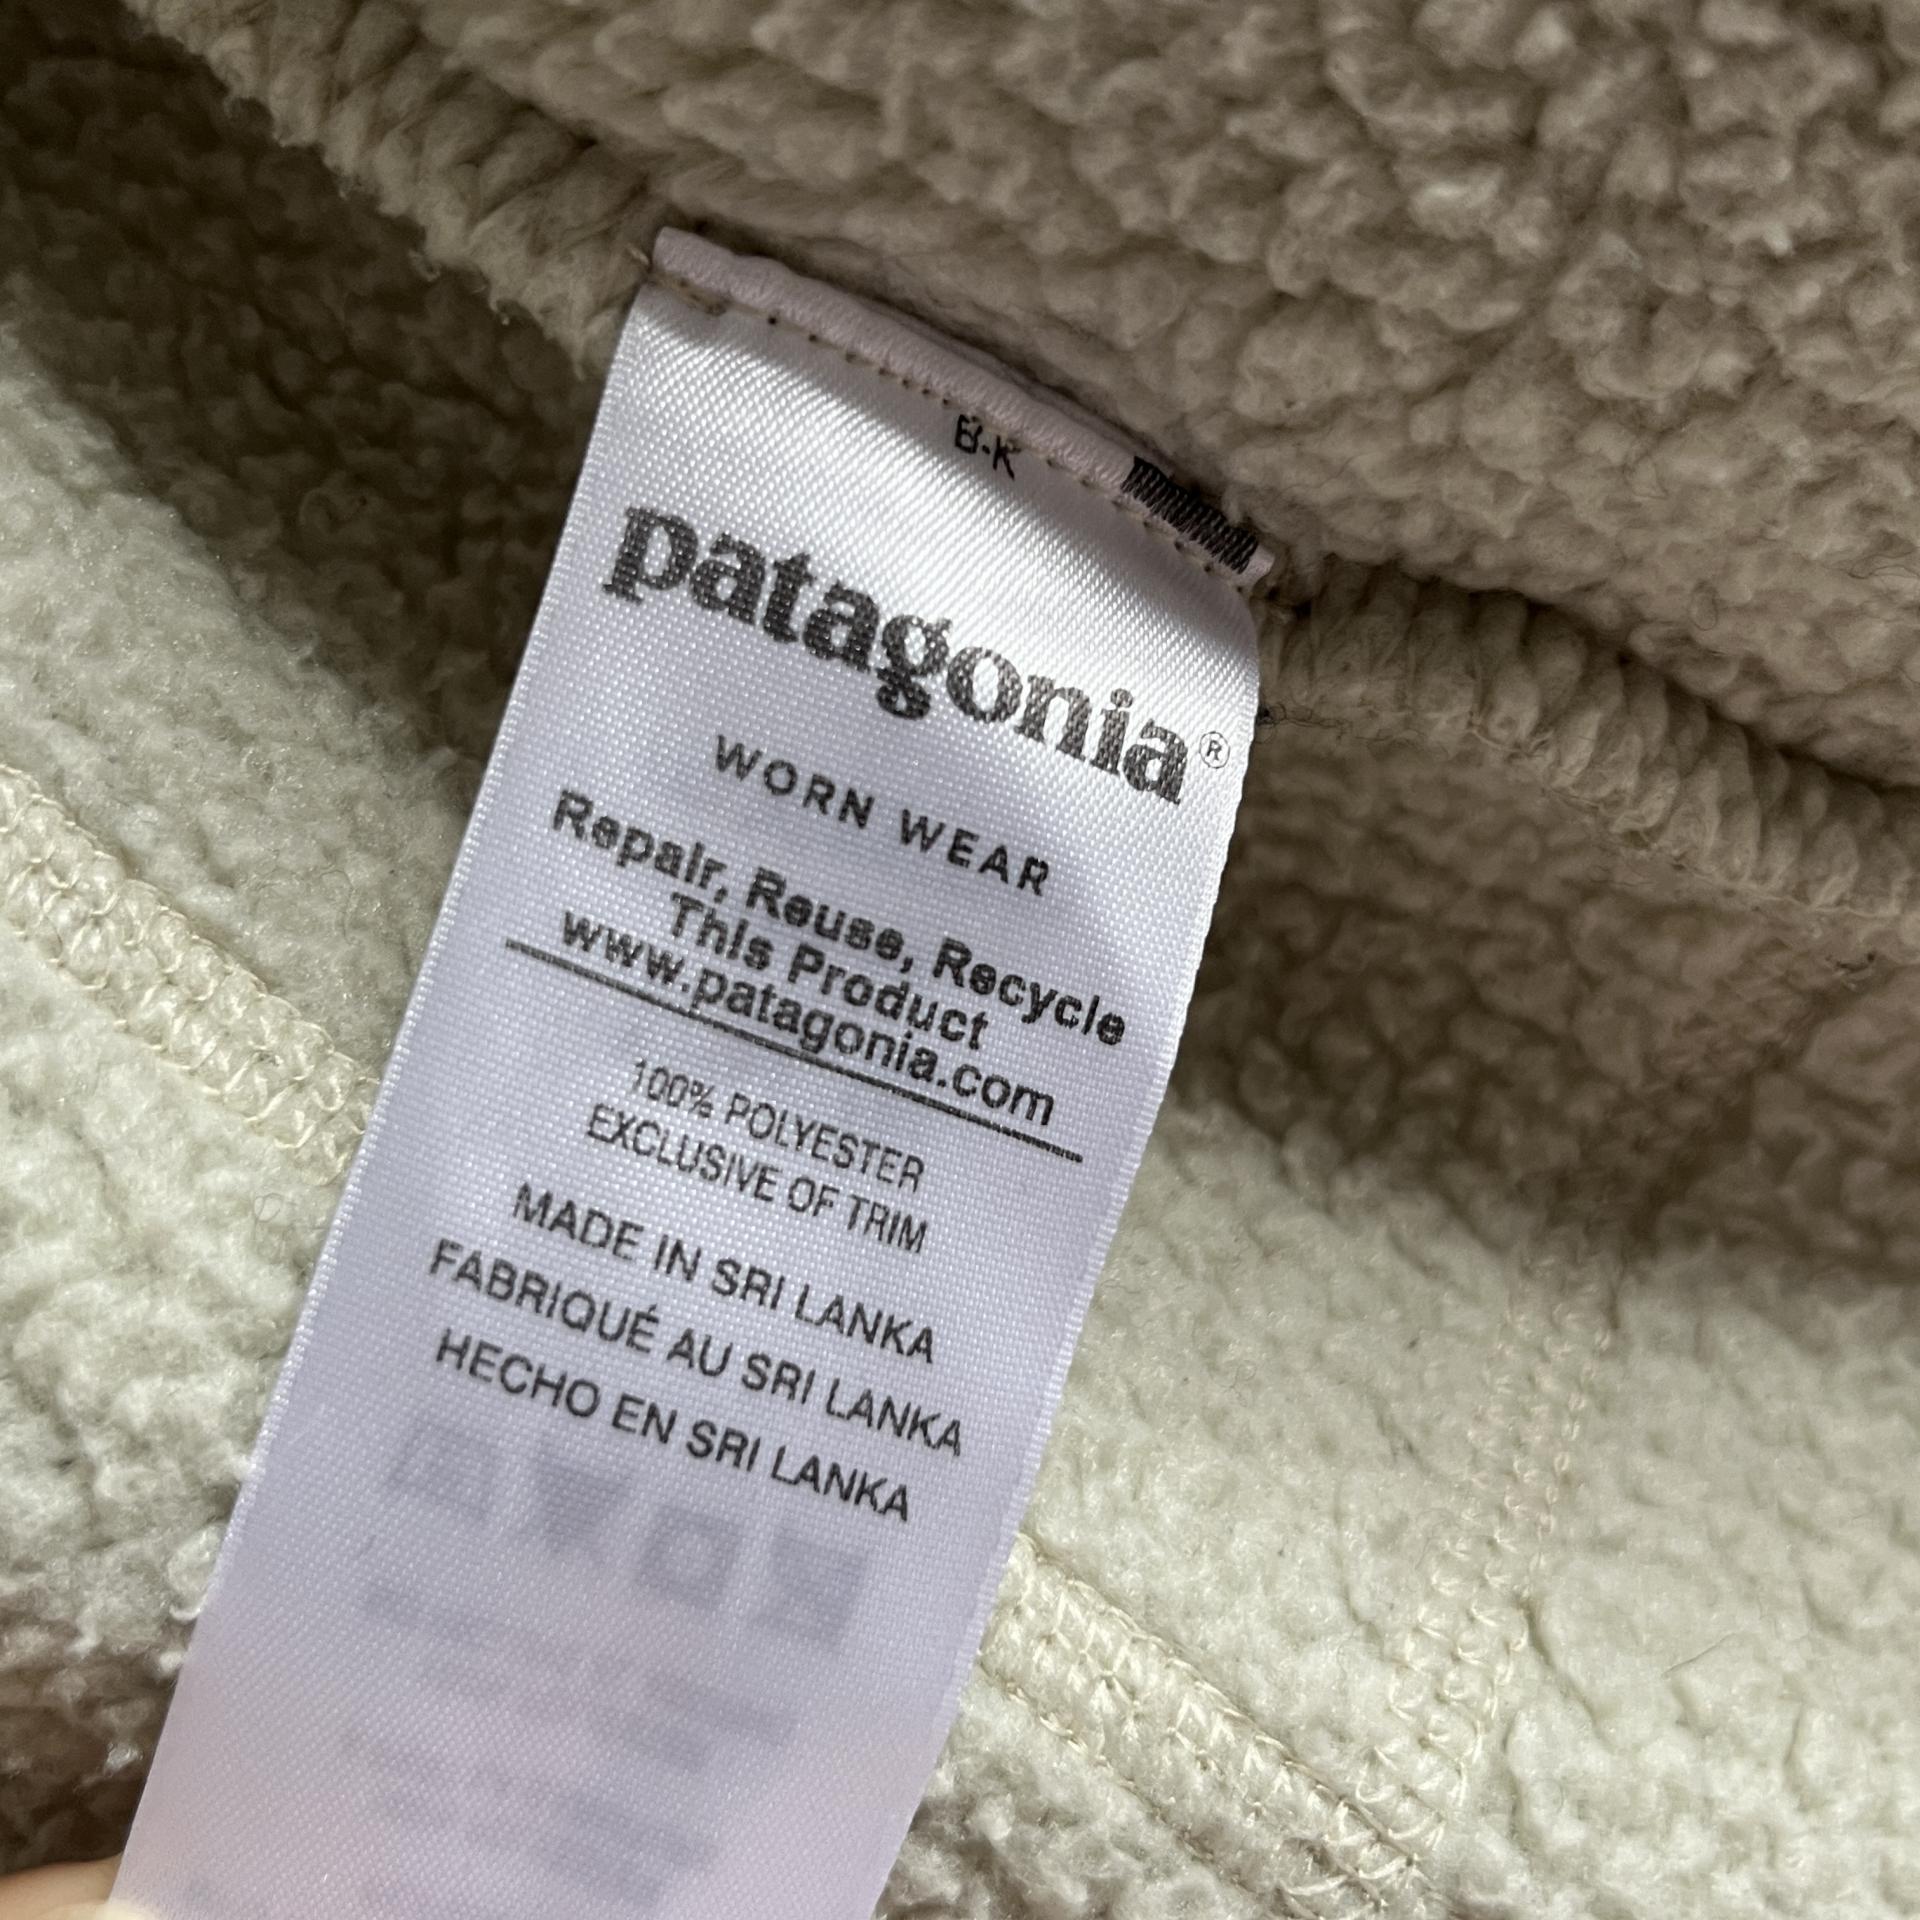 B-K
patagonia®
WORN WEAR
Repair, Reuse, Recycle
This Product
www.patagonia.com
100% POLYESTER
EXCLUSIVE OF TRIM
MADE IN SRI LANKA
FABRIQUÉ AU SRI LANKA
HECHO EN SRI LANKA